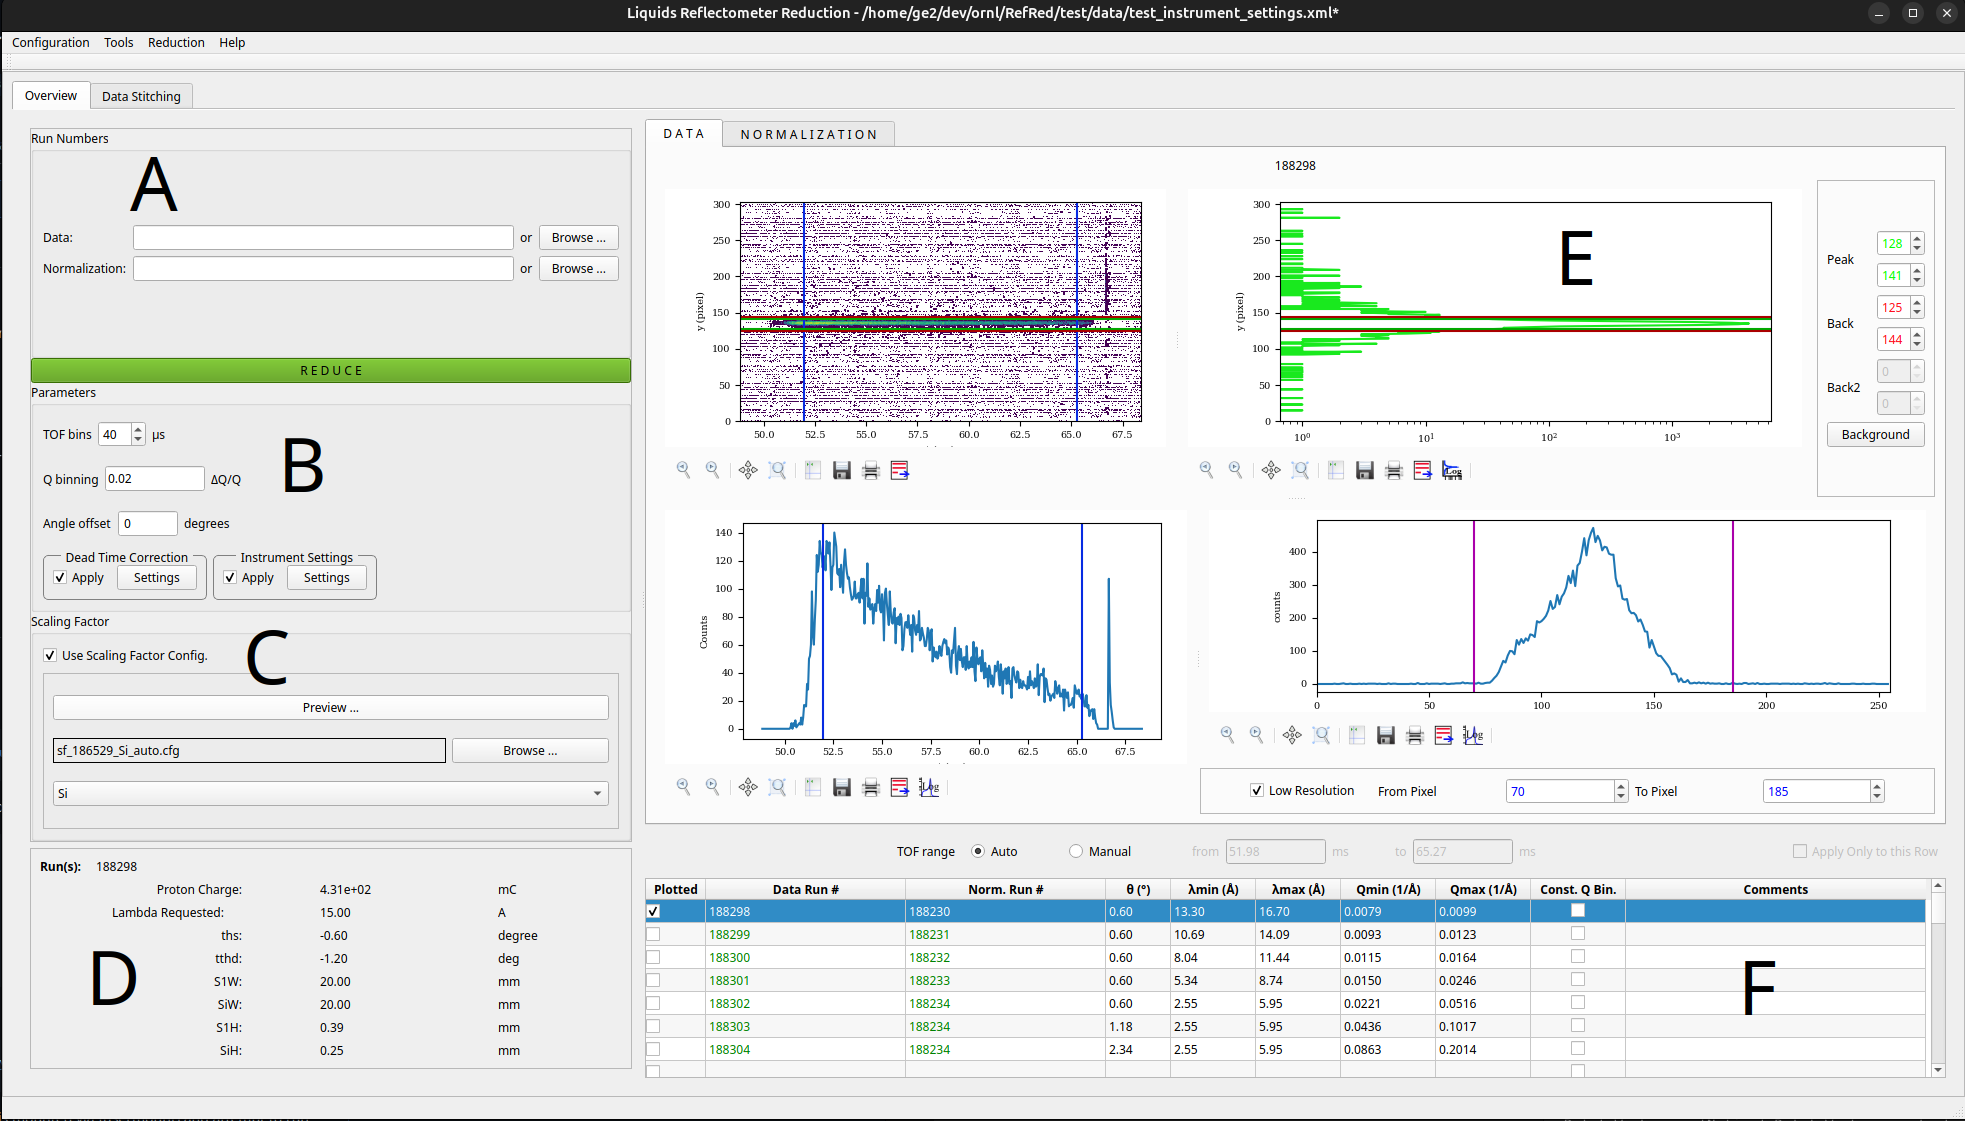 Liquids Reflectometer Reduction - /home/ge2/dev/ornl/RefRed/test/data/test_instrument_settings.xml*
Configuration Tools Reduction Help
Overview Data Stitching
Run Numbers
A
Data: or Browse ...
Normalization: or Browse ...
REDUCE
Parameters
TOF bins 40 µs
B
Q binning 0.02 ΔQ/Q
Angle offset 0 degrees
Dead Time Correction Instrument Settings
Apply Settings Apply Settings
Scaling Factor
C
Use Scaling Factor Config.
Preview ...
sf_186529_Si_auto.cfg Browse ...
Si
Run(s): 188298
Proton Charge: 4.31e+02 mC
Lambda Requested: 15.00 A
ths: -0.60 degree
tthd: -1.20 deg
D
S1W: 20.00 mm
SiW: 20.00 mm
S1H: 0.39 mm
SiH: 0.25 mm
DATA NORMALIZATION
188298
300
250
200
150
100
50
0
y (pixel)
50.0 52.5 55.0 57.5 60.0 62.5 65.0 67.5
300
250
200
150
100
50
0
y (pixel)
10⁰ 10¹ 10² 10³
E
Peak 128
141
Back 125
144
Back2 0
0
Background
Log
140
120
100
80
60
40
20
0
Counts
50.0 52.5 55.0 57.5 60.0 62.5 65.0 67.5
Log
400
300
200
100
0
counts
0 50 100 150 200 250
Log
Low Resolution From Pixel 70 To Pixel 185
TOF range Auto Manual from 51.98 ms to 65.27 ms Apply Only to this Row
Plotted Data Run # Norm. Run # θ (°) λmin (Å) λmax (Å) Qmin (1/Å) Qmax (1/Å) Const. Q Bin. Comments
188298 188230 0.60 13.30 16.70 0.0079 0.0099
188299 188231 0.60 10.69 14.09 0.0093 0.0123
188300 188232 0.60 8.04 11.44 0.0115 0.0164
188301 188233 0.60 5.34 8.74 0.0150 0.0246
188302 188234 0.60 2.55 5.95 0.0221 0.0516
188303 188234 1.18 2.55 5.95 0.0436 0.1017
188304 188234 2.34 2.55 5.95 0.0863 0.2014
F